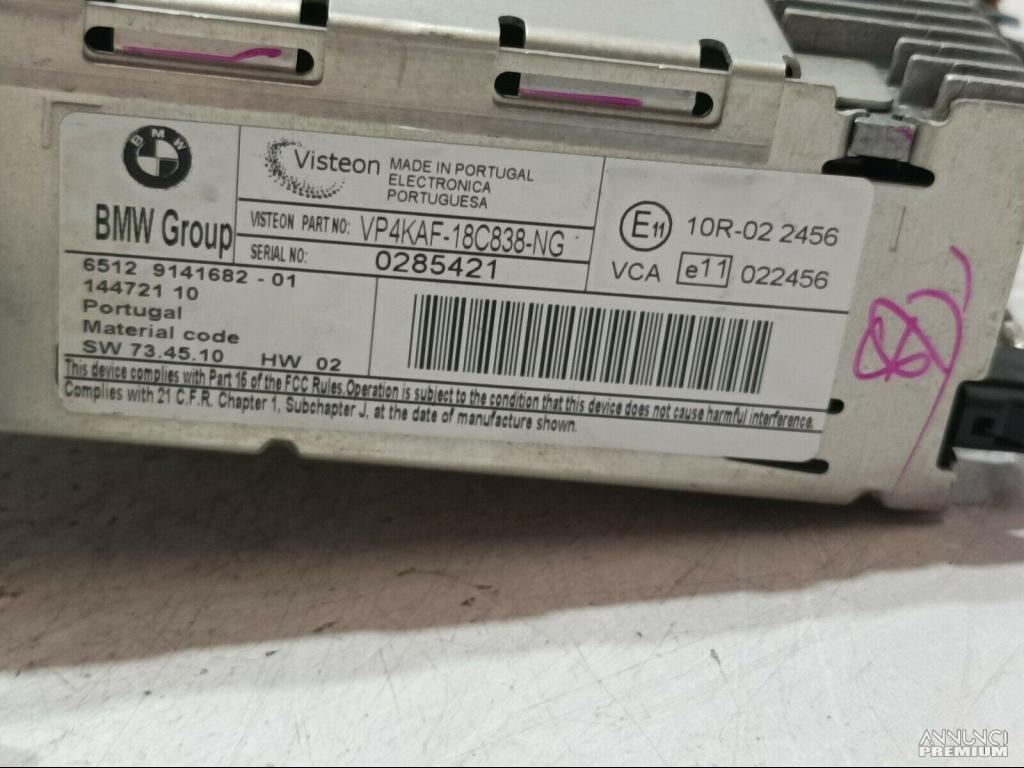 BMW
BMW Group
Visteon
MADE IN PORTUGAL
ELECTRONICA
PORTUGUESA
VISTEON PART NO: VP4KAF-18C838-NG
SERIAL NO: 0285421
E11 10R-02 2456
VCA e11 022456
6512 9141682 - 01
144721 10
Portugal
Material code
SW 73.45.10 HW 02
This device complies with Part 16 of the FCC Rules.Operation is subject to the condition that this device does not cause harmful interference.
Complies with 21 C.F.R. Chapter 1, Subchapter J, at the date of manufacture shown.
ANNUNCI
PREMIUM